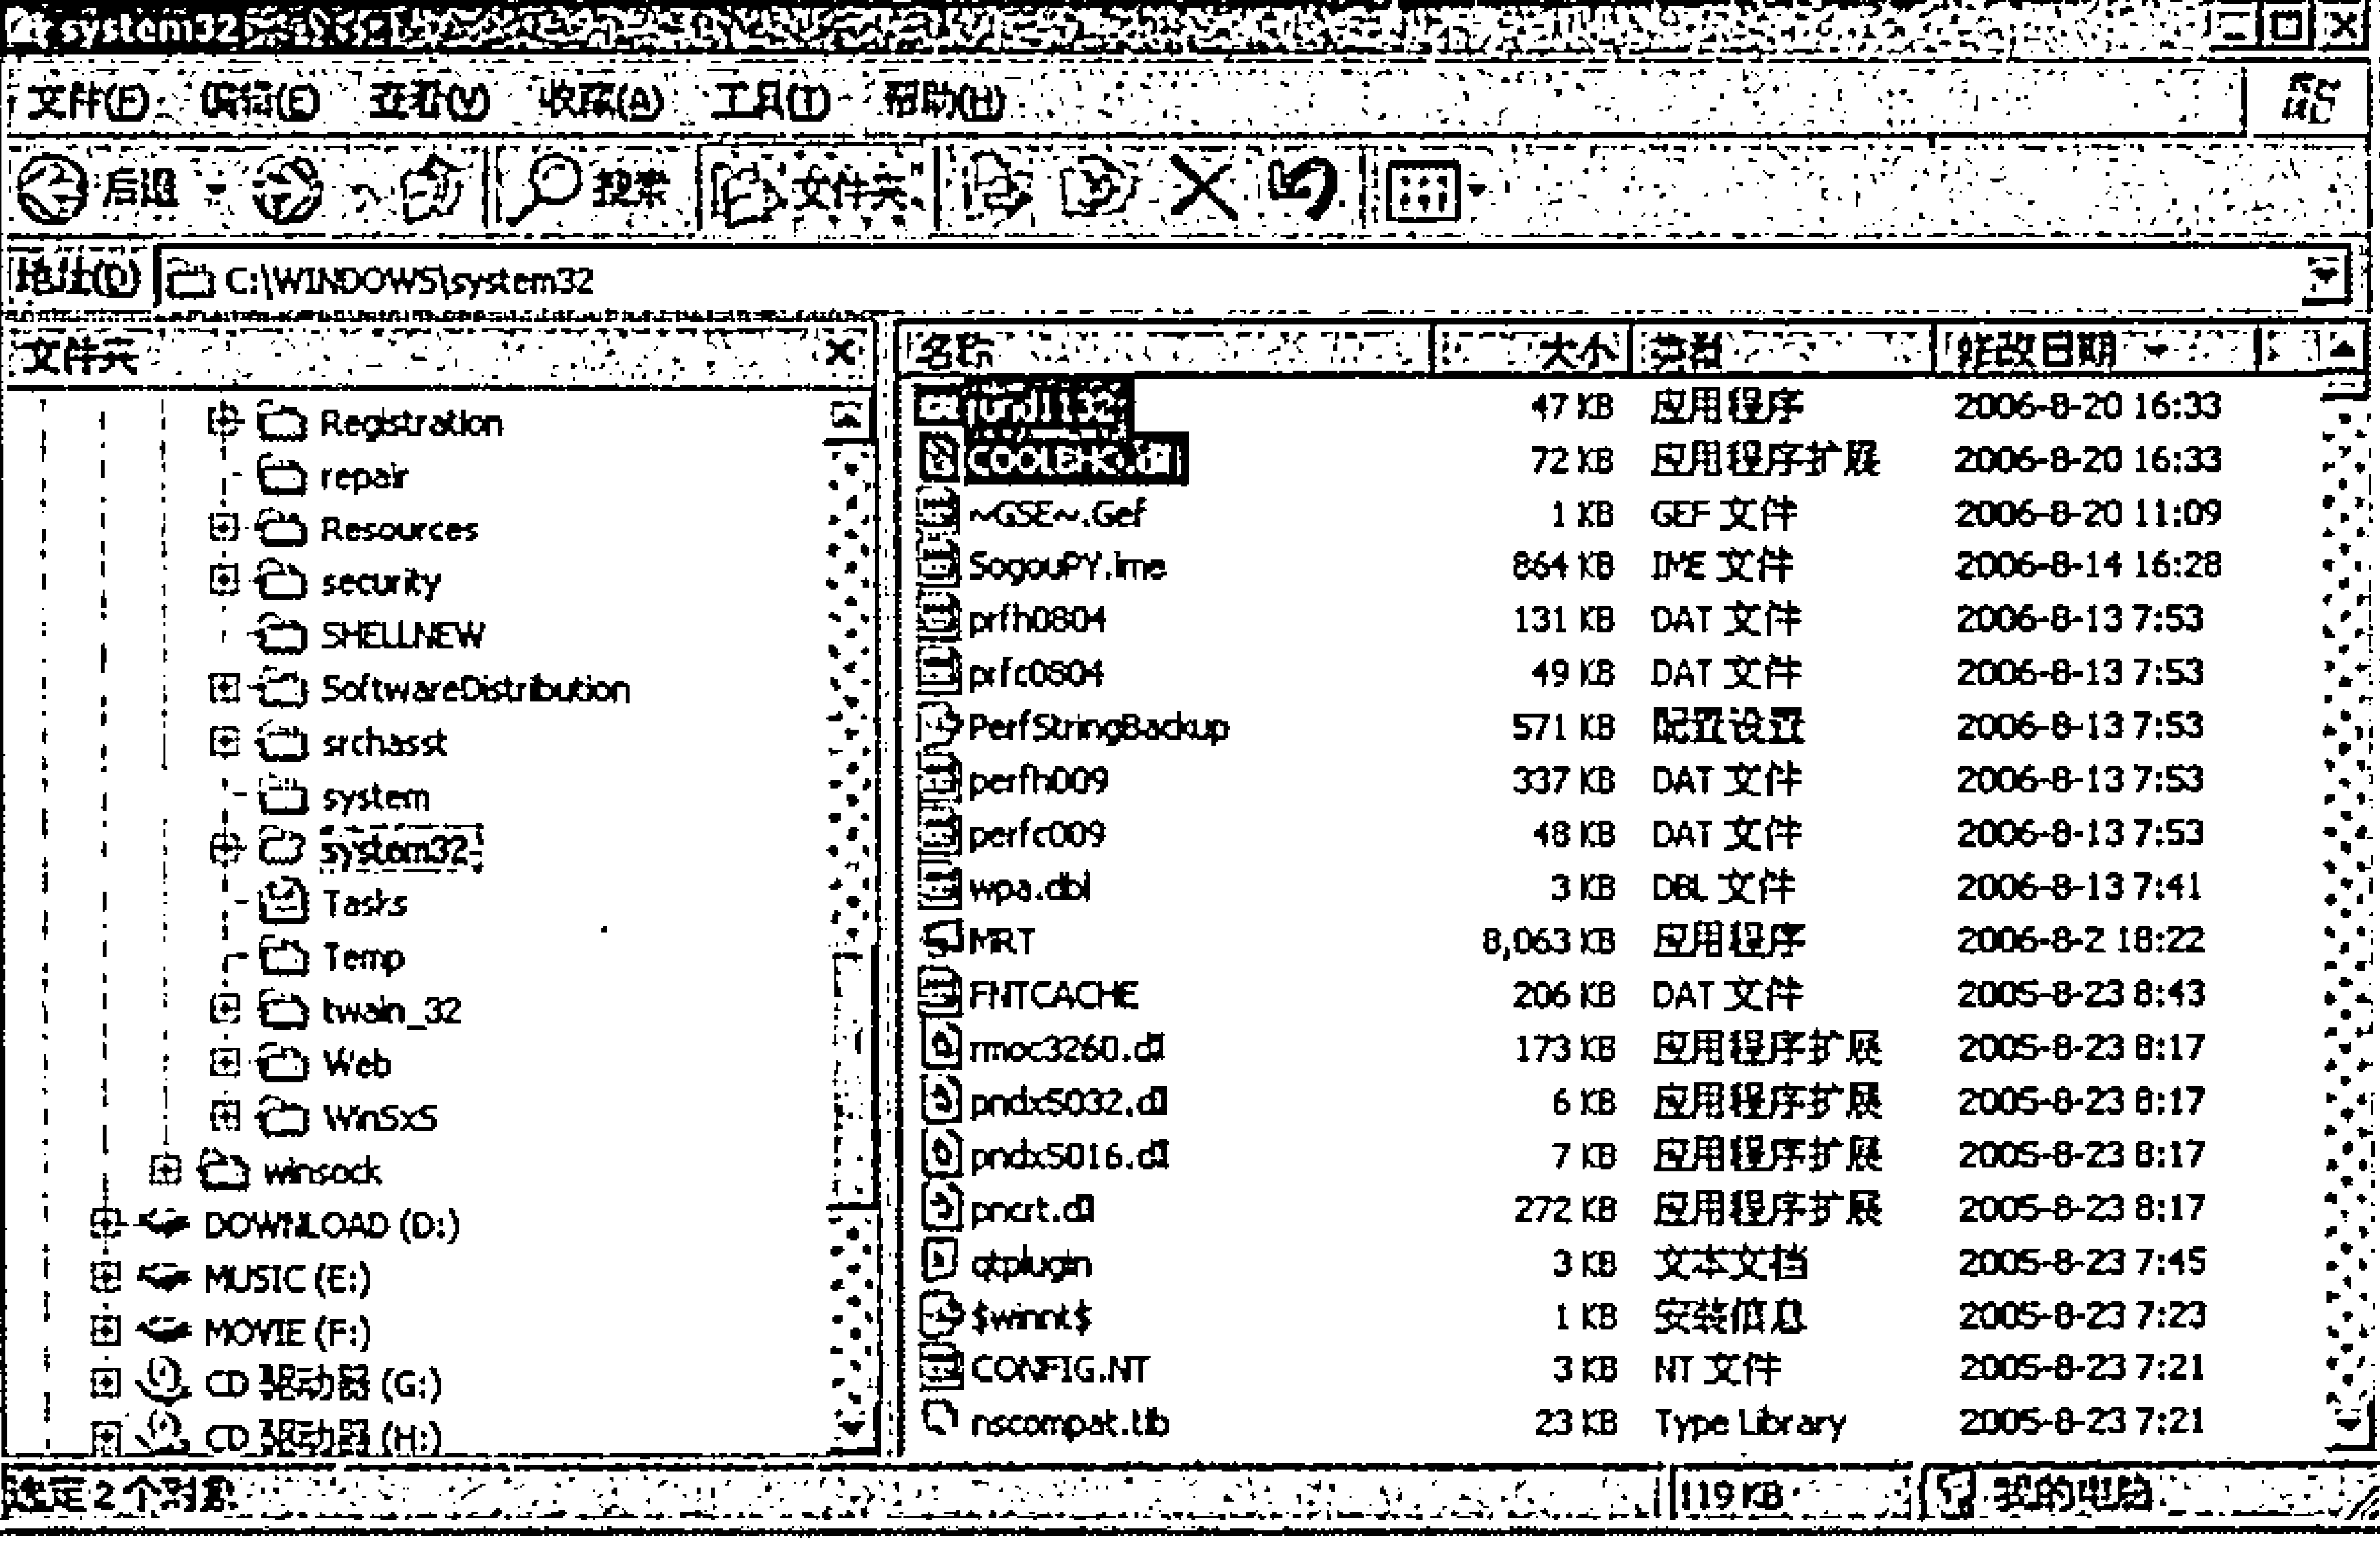 system32
文件(F) 编辑(E) 查看(V) 收藏(A) 工具(T) 帮助(H)
后退 搜索 文件夹
地址(D) C:\WINDOWS\system32
文件夹
Registration
repair
Resources
security
SHELLNEW
SoftwareDistribution
srchasst
system
system32
Tasks
Temp
twain_32
Web
WinSxS
winsock
DOWNLOAD (D:)
MUSIC (E:)
MOVIE (F:)
CD 驱动器 (G:)
CD 驱动器 (H:)
名称 大小 类型 修改日期
47 KB 应用程序 2006-8-20 16:33
72 KB 应用程序扩展 2006-8-20 16:33
~GSE~.Gef 1 KB GEF 文件 2006-8-20 11:09
SogouPY.ime 864 KB IME 文件 2006-8-14 16:28
prfh0804 131 KB DAT 文件 2006-8-13 7:53
prfc0804 49 KB DAT 文件 2006-8-13 7:53
PerfStringBackup 571 KB 配置设置 2006-8-13 7:53
perfh009 337 KB DAT 文件 2006-8-13 7:53
perfc009 48 KB DAT 文件 2006-8-13 7:53
wpa.dbl 3 KB DBL 文件 2006-8-13 7:41
MRT 8,063 KB 应用程序 2006-8-2 18:22
FNTCACHE 206 KB DAT 文件 2005-8-23 8:43
rmoc3260.dll 173 KB 应用程序扩展 2005-8-23 8:17
pndx5032.dll 6 KB 应用程序扩展 2005-8-23 8:17
pndx5016.dll 7 KB 应用程序扩展 2005-8-23 8:17
pncrt.dll 272 KB 应用程序扩展 2005-8-23 8:17
qtplugin 3 KB 文本文档 2005-8-23 7:45
$winnt$ 1 KB 安装信息 2005-8-23 7:23
CONFIG.NT 3 KB NT 文件 2005-8-23 7:21
nscompat.tlb 23 KB Type Library 2005-8-23 7:21
选定 2 个对象 119 KB 我的电脑